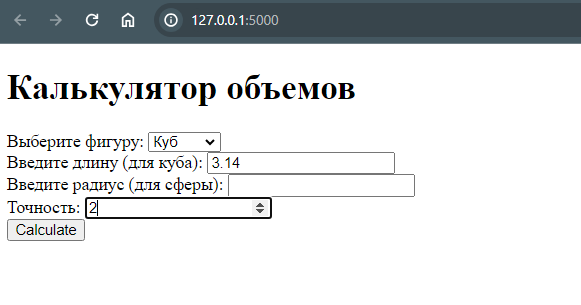 127.0.0.1:5000
Калькулятор объемов
Выберите фигуру: Куб
Введите длину (для куба): 3.14
Введите радиус (для сферы):
Точность: 2
Calculate